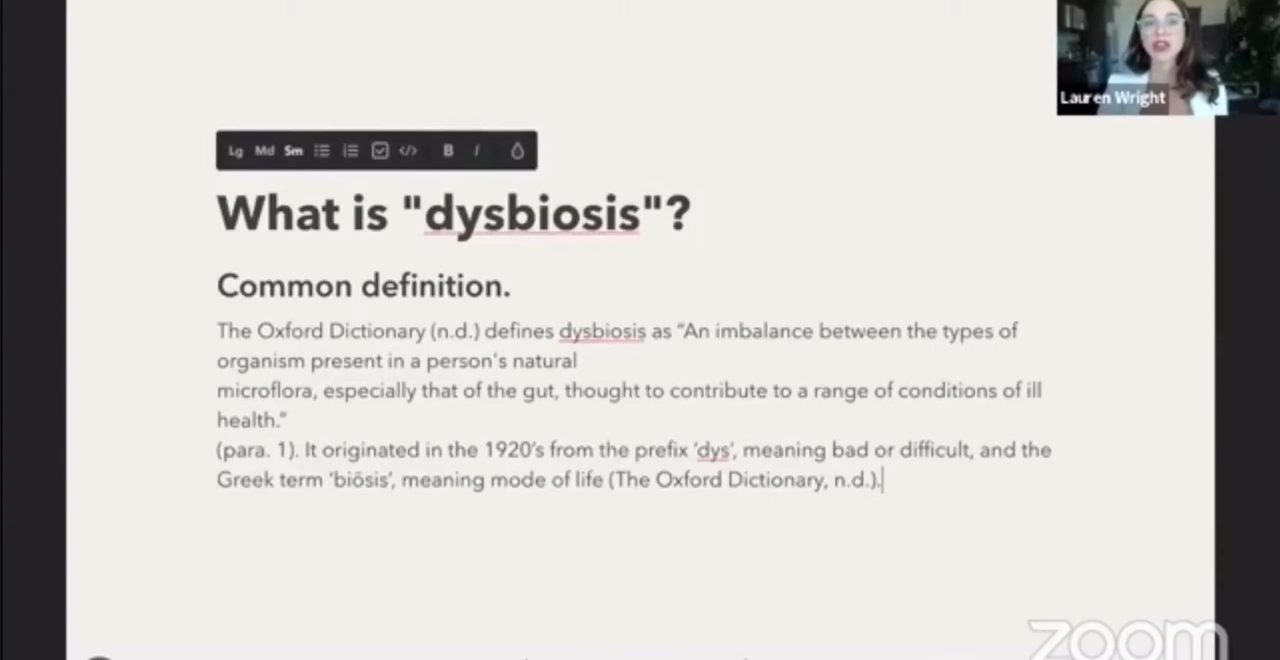 Lauren Wright
Lg Md Sm </> B I
What is "dysbiosis"?
Common definition.
The Oxford Dictionary (n.d.) defines dysbiosis as “An imbalance between the types of
organism present in a person's natural
microflora, especially that of the gut, thought to contribute to a range of conditions of ill
health.”
(para. 1). It originated in the 1920’s from the prefix ‘dys’, meaning bad or difficult, and the
Greek term ‘biōsis’, meaning mode of life (The Oxford Dictionary, n.d.).
zoom